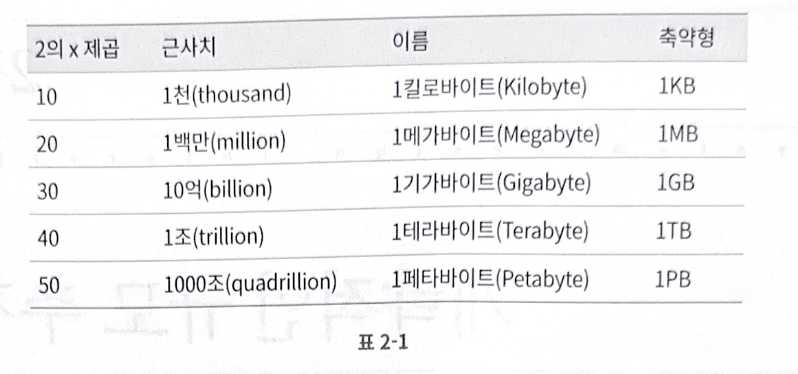 2의 x 제곱 근사치 이름 축약형
10 1천(thousand) 1킬로바이트(Kilobyte) 1KB
20 1백만(million) 1메가바이트(Megabyte) 1MB
30 10억(billion) 1기가바이트(Gigabyte) 1GB
40 1조(trillion) 1테라바이트(Terabyte) 1TB
50 1000조(quadrillion) 1페타바이트(Petabyte) 1PB
표 2-1